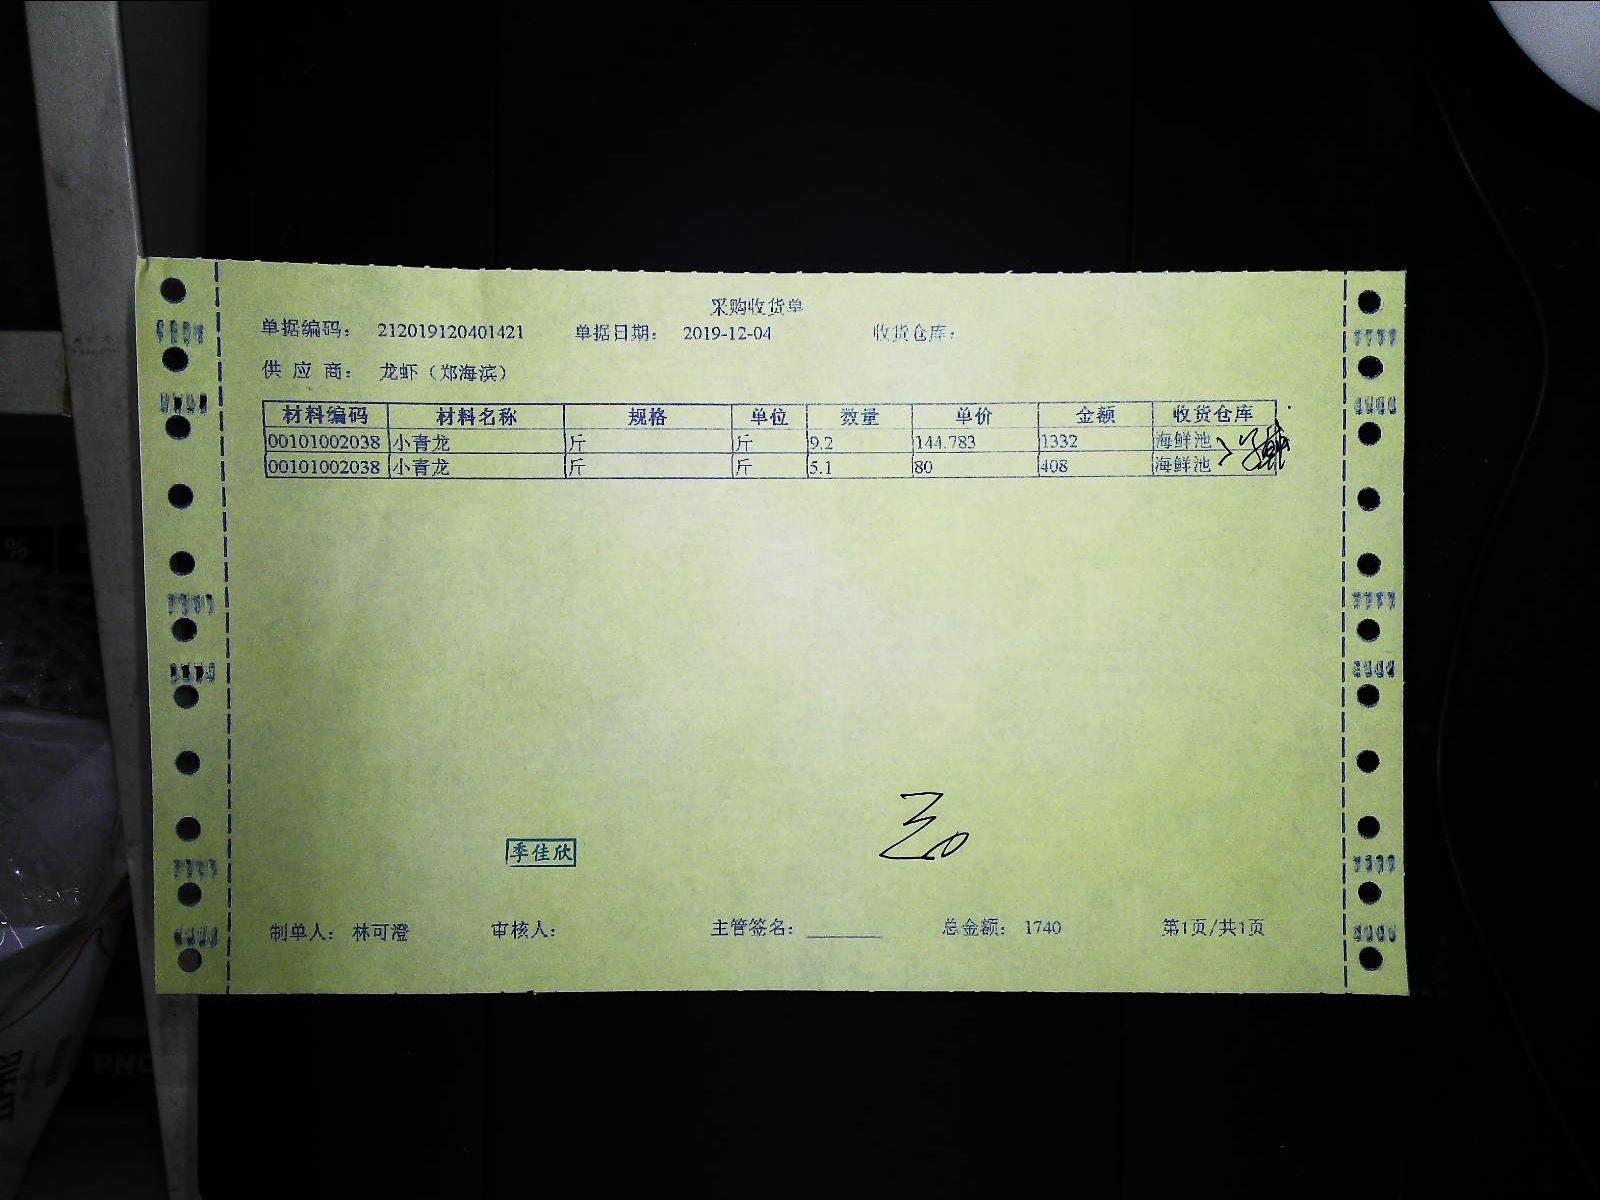 采购收货单
单据编码： 212019120401421 单据日期： 2019-12-04 收货仓库：
供 应 商： 龙虾（郑海滨）
材料编码 材料名称 规格 单位 数量 单价 金额 收货仓库
00101002038 小青龙 斤 斤 9.2 144.783 1332 海鲜池
00101002038 小青龙 斤 斤 5.1 80 408 海鲜池
季佳欣
制单人： 林可澄 审核人： 主管签名： 总金额： 1740 第1页/共1页